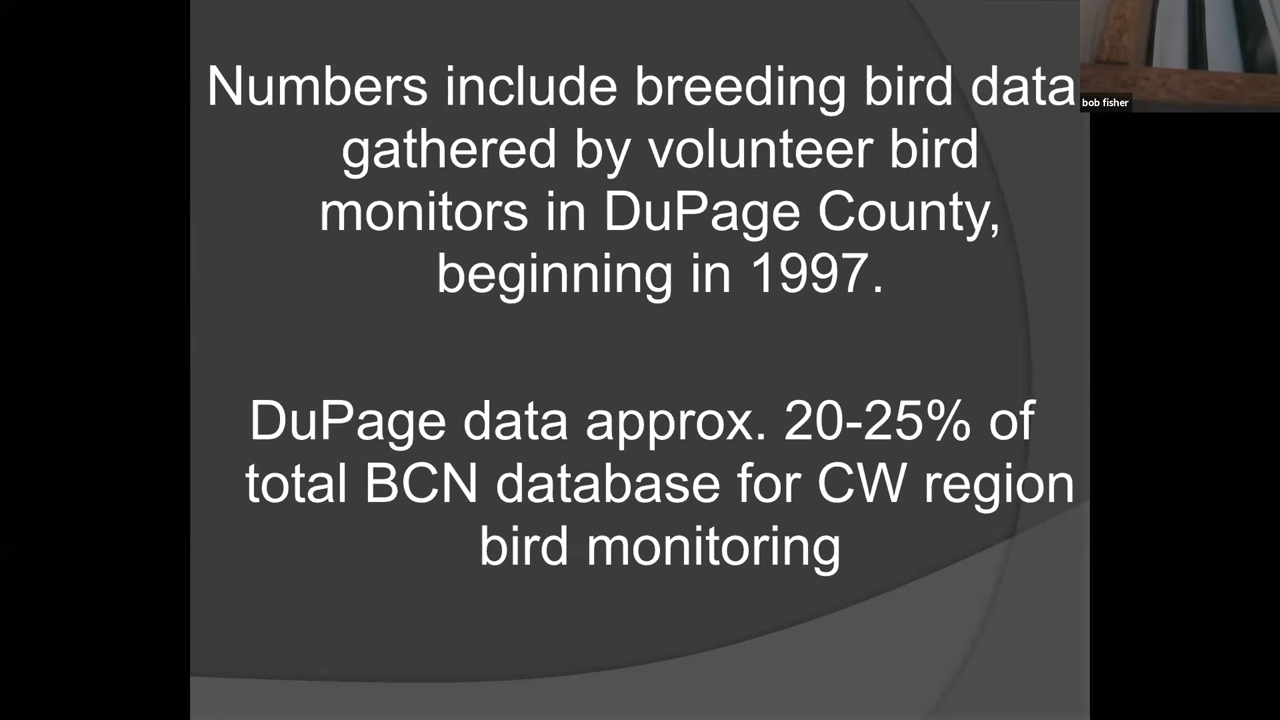 Numbers include breeding bird data
gathered by volunteer bird
monitors in DuPage County,
beginning in 1997.
DuPage data approx. 20-25% of
total BCN database for CW region
bird monitoring
bob fisher